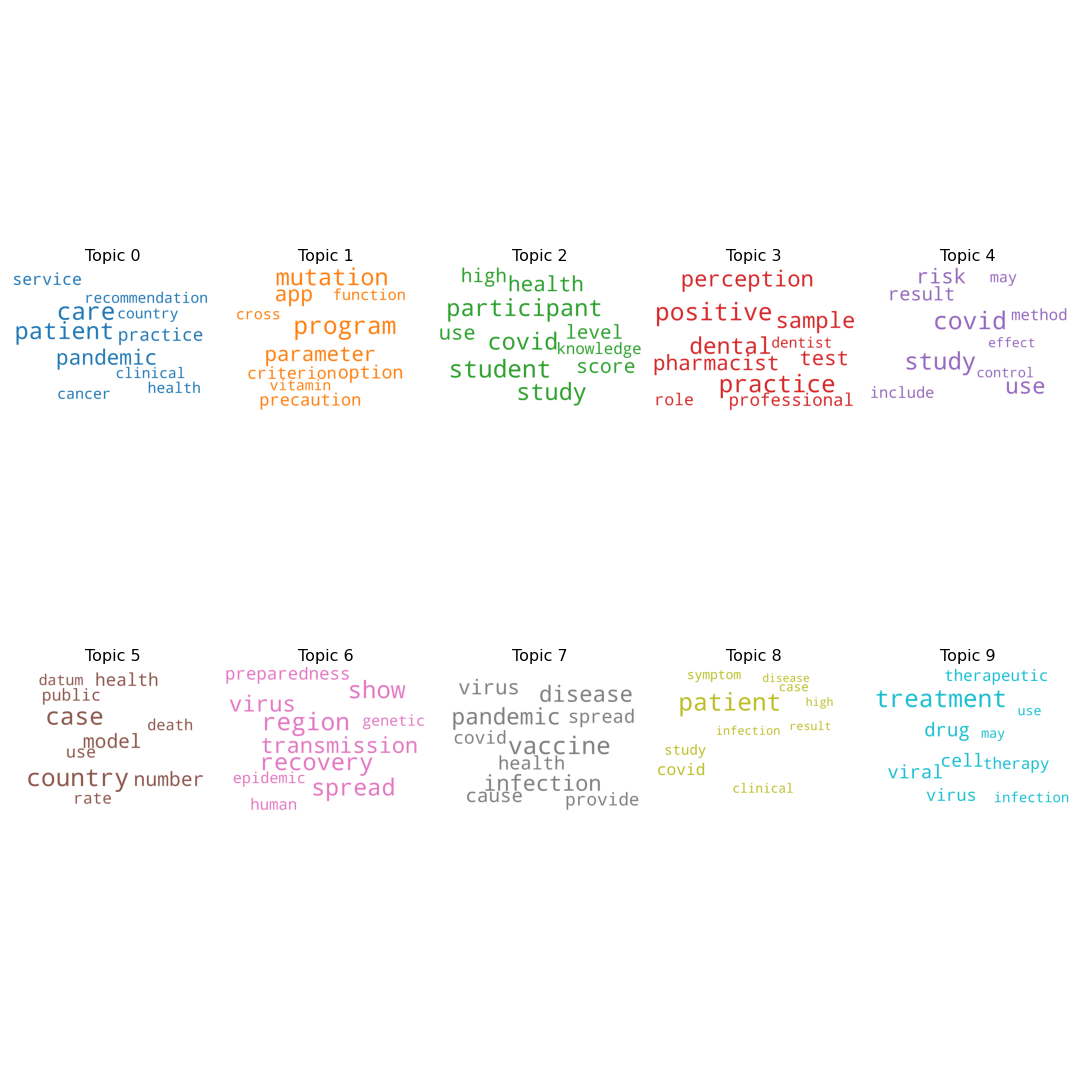 Topic 0
service
recommendation
care country
patient practice
pandemic
clinical
health
cancer
Topic 1
mutation
app function
cross
program
parameter
criterion option
vitamin
precaution
Topic 2
high health
participant
use level
covid knowledge
student score
study
Topic 3
perception
positive sample
dental dentist
pharmacist test
practice
role professional
Topic 4
risk may
result
covid method
effect
study control
include use
Topic 5
datum health
public
case death
model
use
country number
rate
Topic 6
preparedness
show
virus
region genetic
transmission
recovery
epidemic spread
human
Topic 7
virus disease
pandemic spread
covid vaccine
health
infection
cause provide
Topic 8
symptom disease
case
patient high
infection result
study
covid
clinical
Topic 9
therapeutic
treatment use
drug may
cell therapy
viral
virus infection